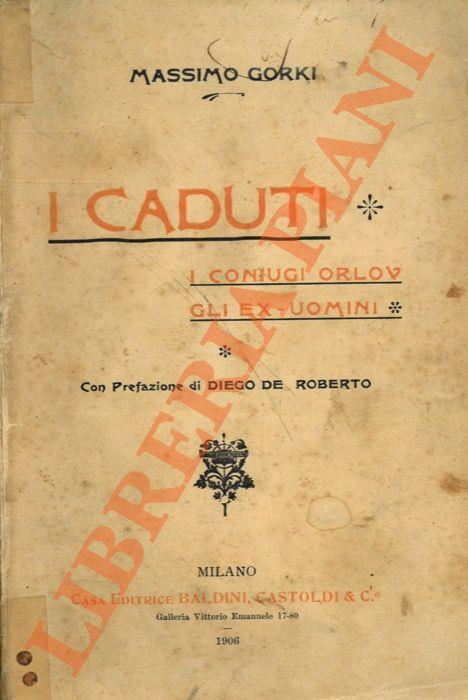 MASSIMO GORKI
I CADUTI *
I CONIUGI ORLOV
GLI EX-UOMINI *
*
Con Prefazione di DIEGO DE ROBERTO
MILANO
CASA EDITRICE BALDINI, CASTOLDI & C.º
Galleria Vittorio Emanuele 17-80
1906
LIBRERIA PIANI